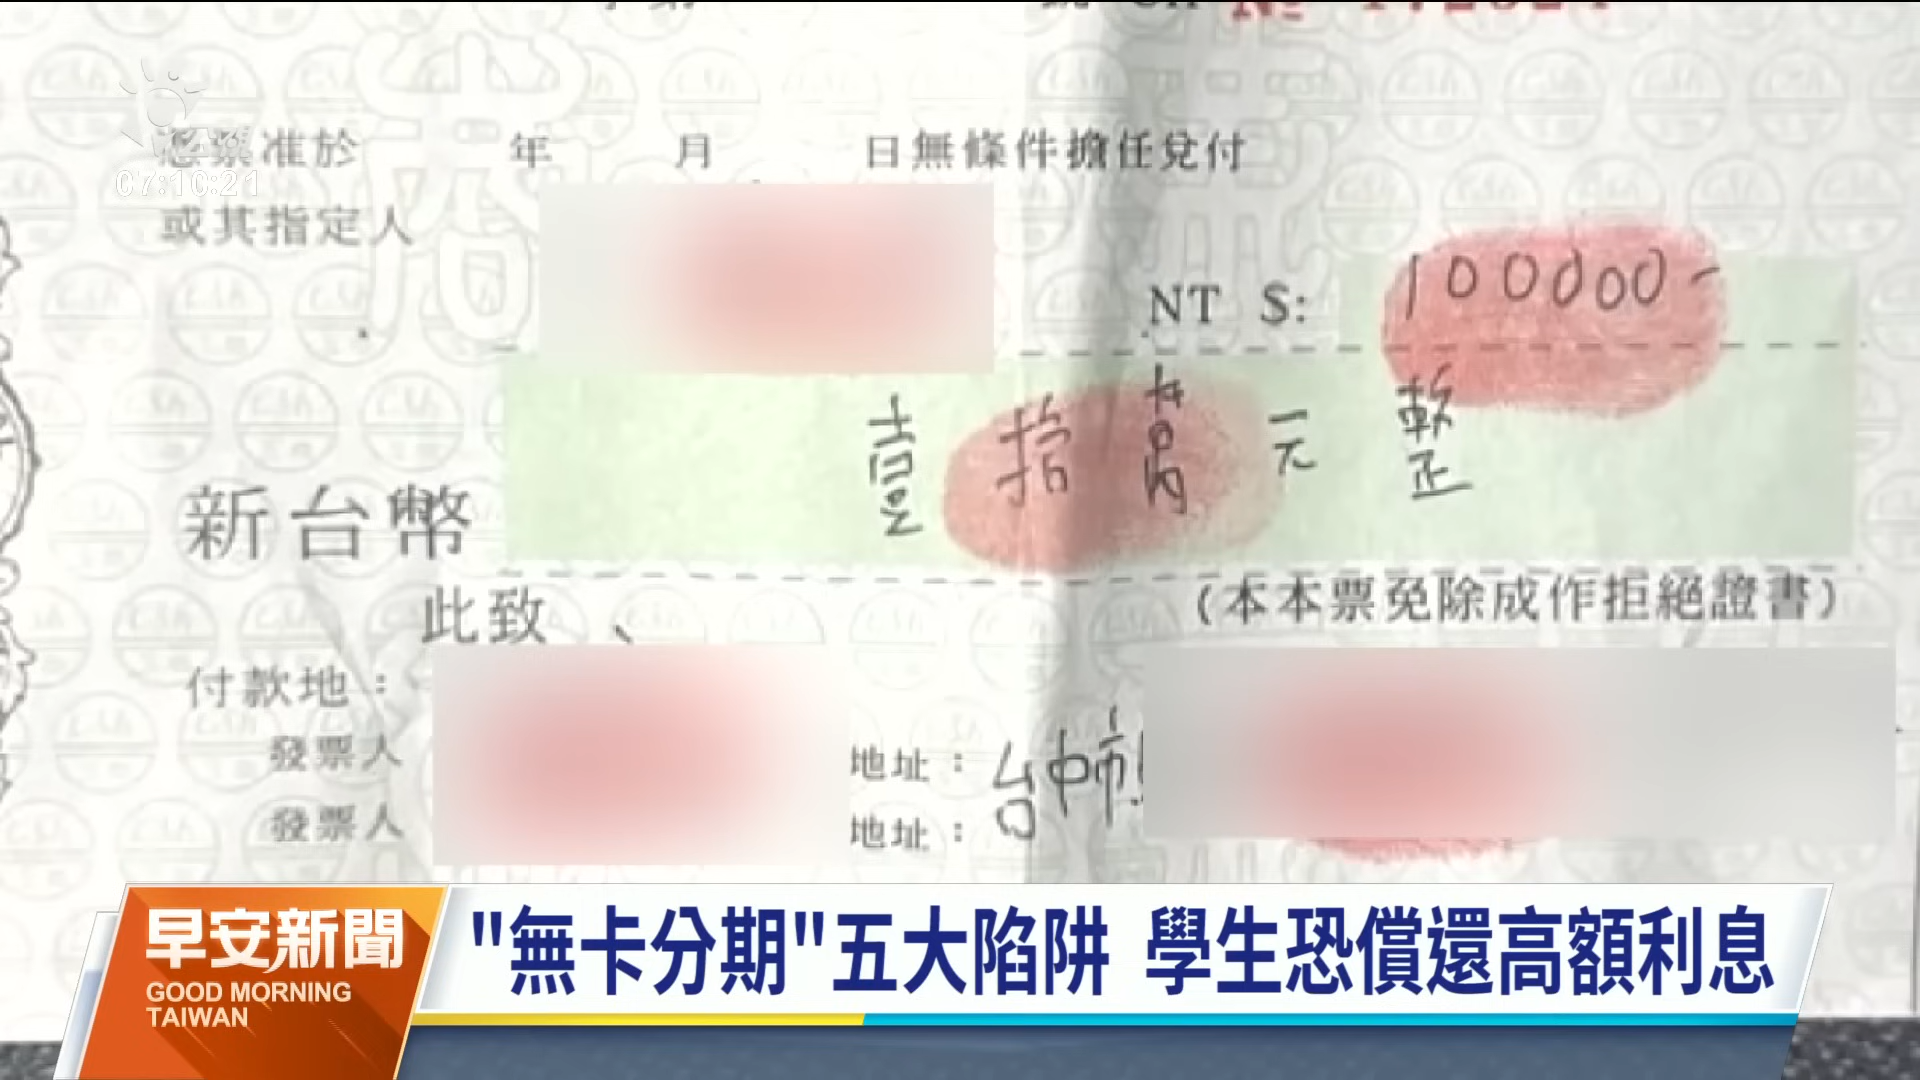 公視
07:10:21
憑票准於 年 月 日無條件擔任兌付
或其指定人
NT S: 100000-
新台幣 壹拾萬元整
此致
(本本票免除成作拒絕證書)
付款地：
發票人 地址：台中市
發票人 地址：
早安新聞
GOOD MORNING
TAIWAN
"無卡分期"五大陷阱 學生恐償還高額利息